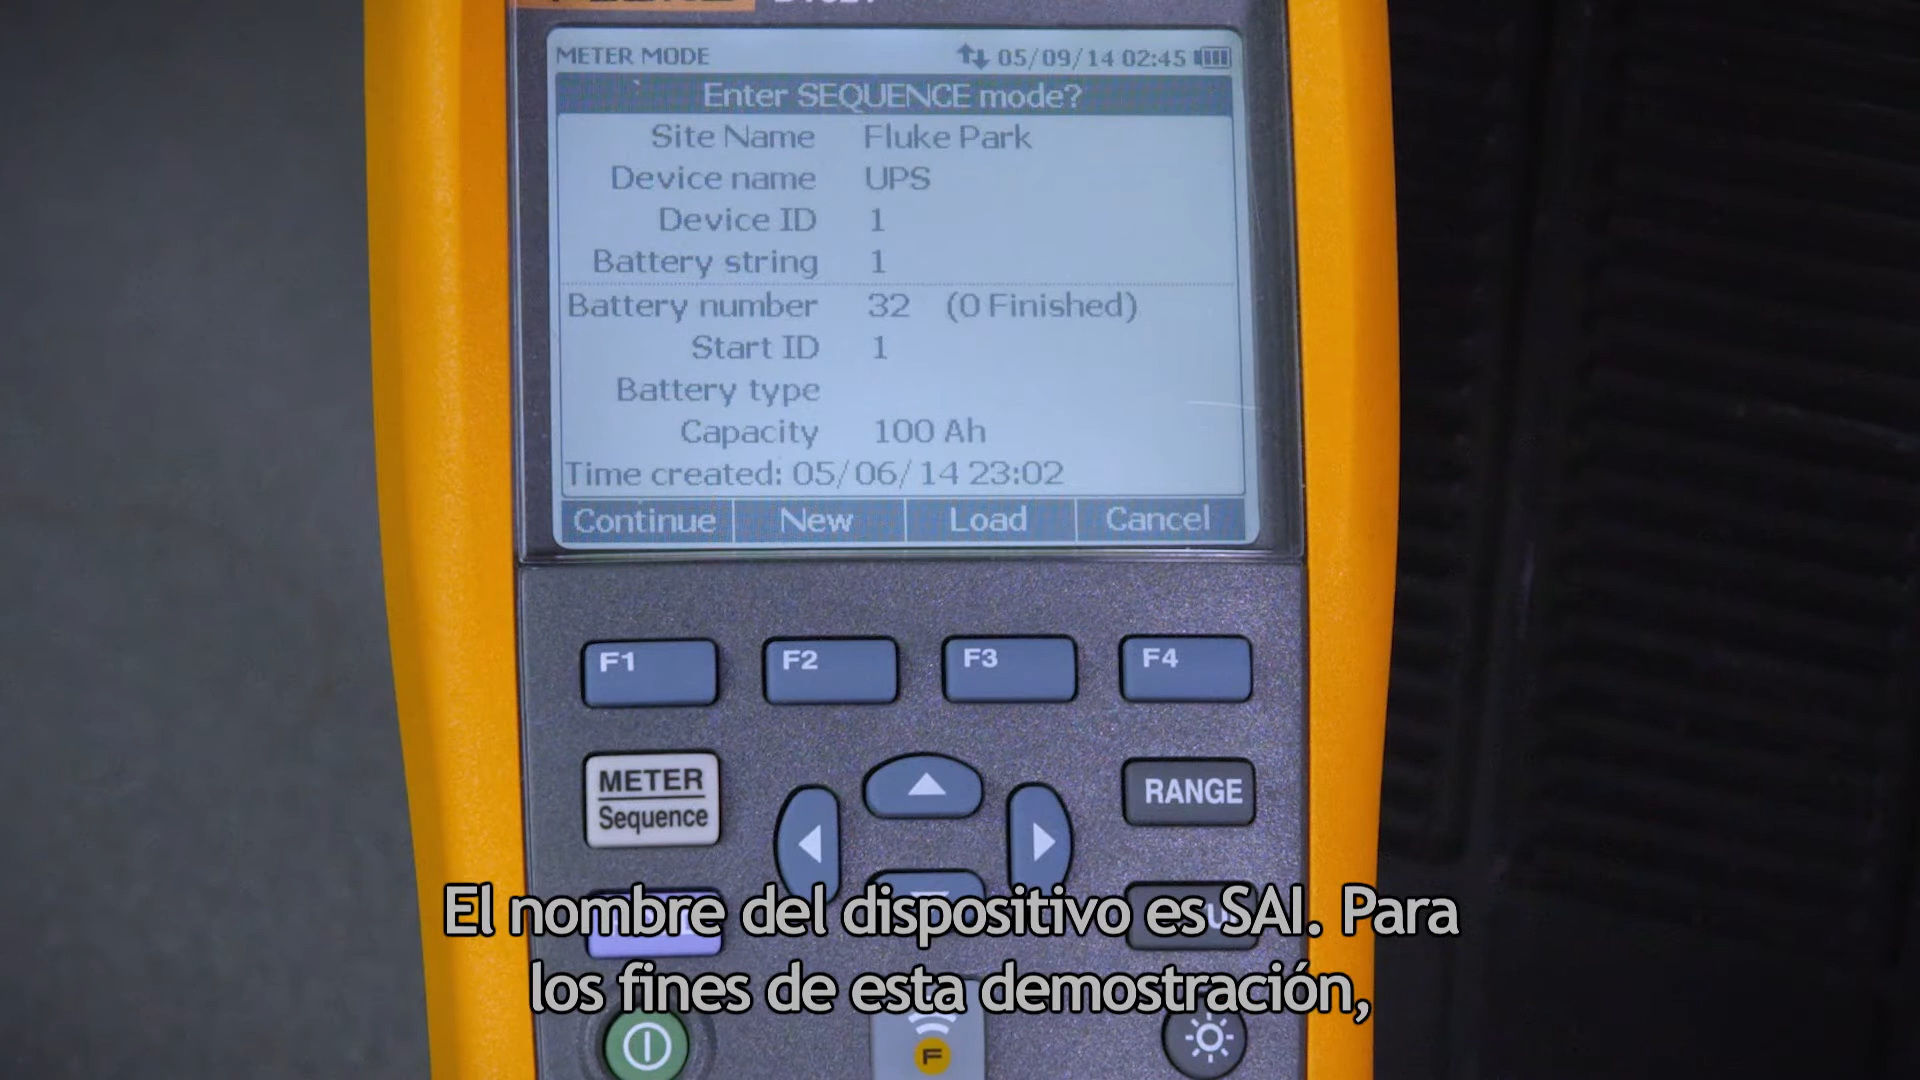 METER MODE 05/09/14 02:45
Enter SEQUENCE mode?
Site Name Fluke Park
Device name UPS
Device ID 1
Battery string 1
Battery number 32 (0 Finished)
Start ID 1
Battery type
Capacity 100 Ah
Time created: 05/06/14 23:02
Continue New Load Cancel
F1 F2 F3 F4
METER
Sequence
RANGE
El nombre del dispositivo es SAI. Para
los fines de esta demostración,
F